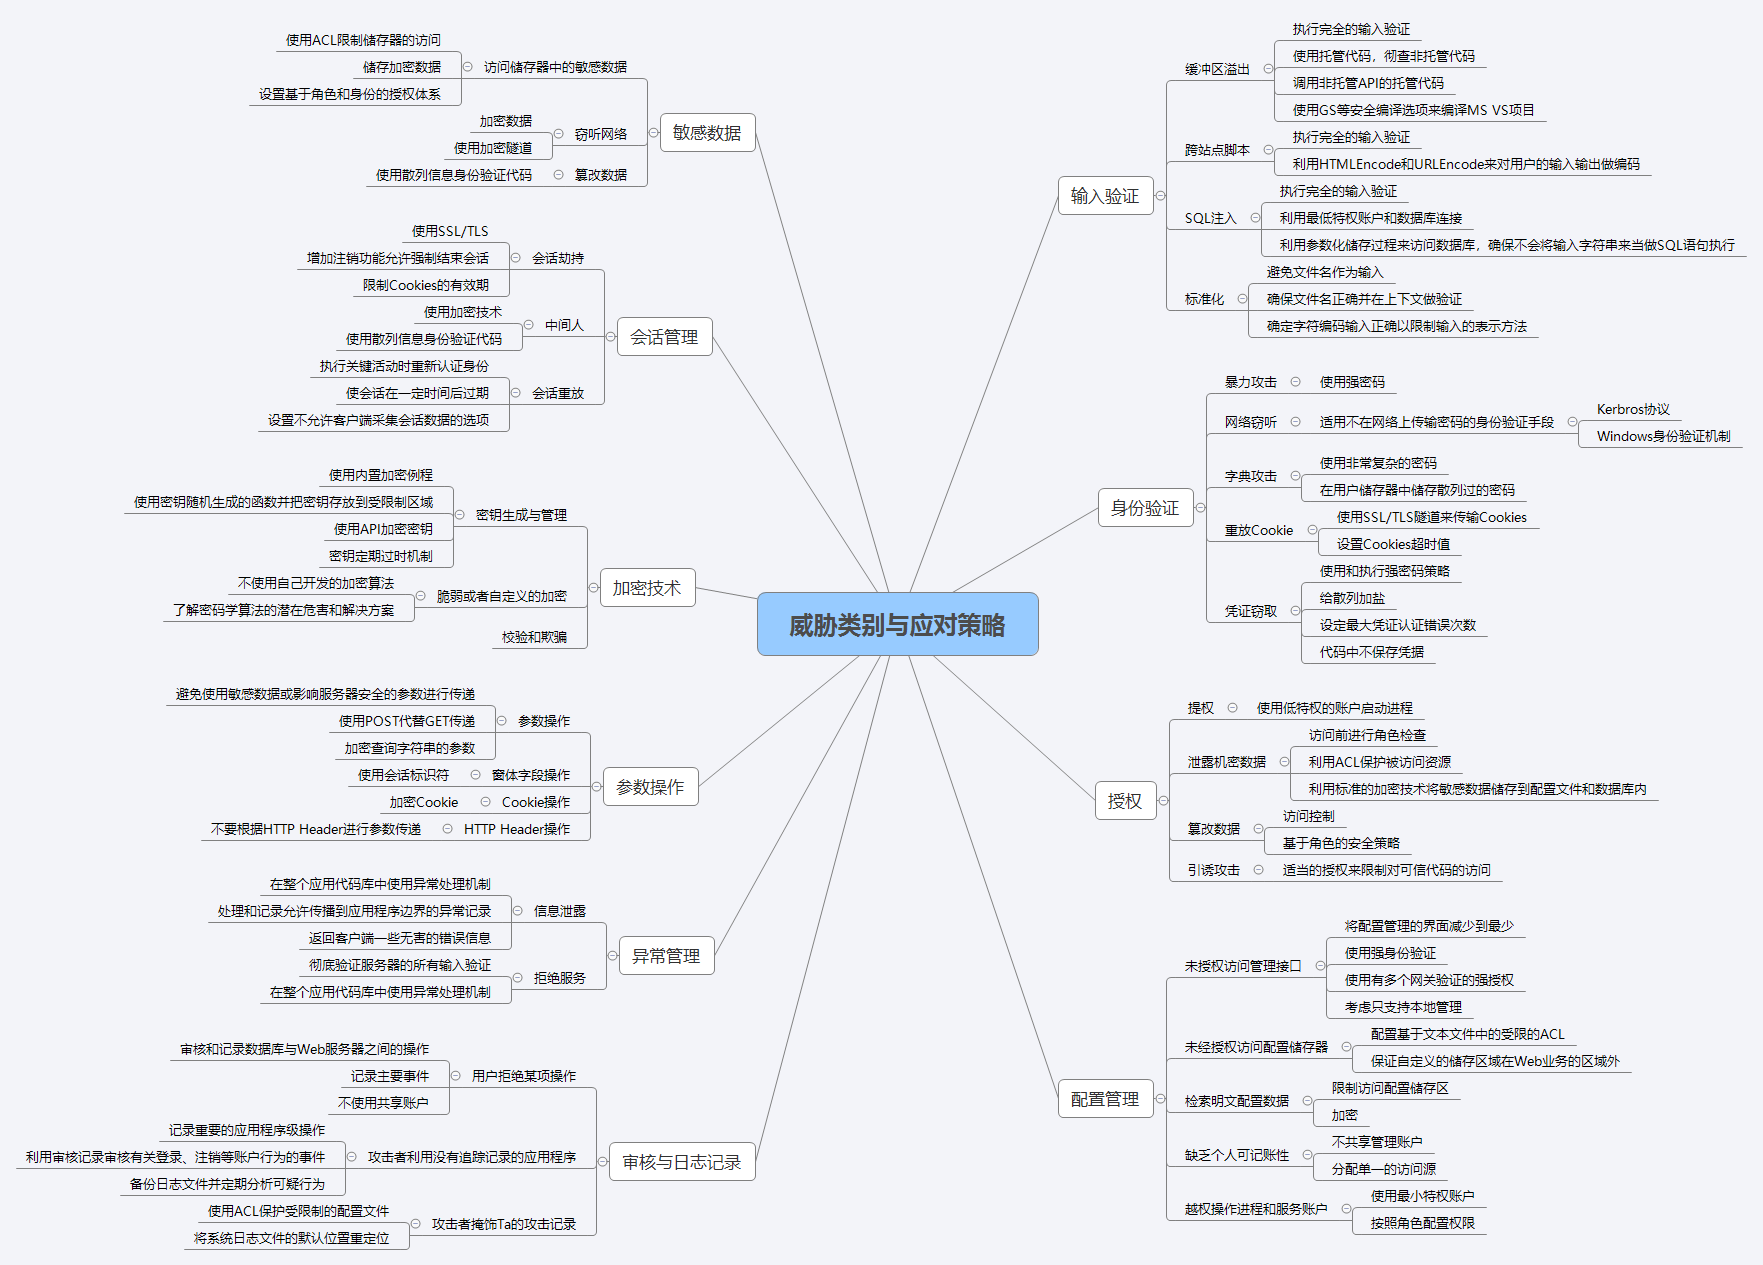 威胁类别与应对策略
输入验证
缓冲区溢出
执行完全的输入验证
使用托管代码，彻查非托管代码
调用非托管API的托管代码
使用GS等安全编译选项来编译MS VS项目
跨站点脚本
执行完全的输入验证
利用HTMLEncode和URLEncode来对用户的输入输出做编码
SQL注入
执行完全的输入验证
利用最低特权账户和数据库连接
利用参数化储存过程来访问数据库，确保不会将输入字符串来当做SQL语句执行
标准化
避免文件名作为输入
确保文件名正确并在上下文做验证
确定字符编码输入正确以限制输入的表示方法
身份验证
暴力攻击
使用强密码
网络窃听
适用不在网络上传输密码的身份验证手段
Kerbros协议
Windows身份验证机制
字典攻击
使用非常复杂的密码
在用户储存器中储存散列过的密码
重放Cookie
使用SSL/TLS隧道来传输Cookies
设置Cookies超时值
凭证窃取
使用和执行强密码策略
给散列加盐
设定最大凭证认证错误次数
代码中不保存凭据
授权
提权
使用低特权的账户启动进程
泄露机密数据
访问前进行角色检查
利用ACL保护被访问资源
利用标准的加密技术将敏感数据储存到配置文件和数据库内
篡改数据
访问控制
基于角色的安全策略
引诱攻击
适当的授权来限制对可信代码的访问
配置管理
未授权访问管理接口
将配置管理的界面减少到最少
使用强身份验证
使用有多个网关验证的强授权
考虑只支持本地管理
未经授权访问配置储存器
配置基于文本文件中的受限的ACL
保证自定义的储存区域在Web业务的区域外
检索明文配置数据
限制访问配置储存区
加密
缺乏个人可记账性
不共享管理账户
分配单一的访问源
越权操作进程和服务账户
使用最小特权账户
按照角色配置权限
敏感数据
访问储存器中的敏感数据
使用ACL限制储存器的访问
储存加密数据
设置基于角色和身份的授权体系
窃听网络
加密数据
使用加密隧道
篡改数据
使用散列信息身份验证代码
会话管理
会话劫持
使用SSL/TLS
增加注销功能允许强制结束会话
限制Cookies的有效期
中间人
使用加密技术
使用散列信息身份验证代码
会话重放
执行关键活动时重新认证身份
使会话在一定时间后过期
设置不允许客户端采集会话数据的选项
加密技术
密钥生成与管理
使用内置加密例程
使用密钥随机生成的函数并把密钥存放到受限制区域
使用API加密密钥
密钥定期过时机制
脆弱或者自定义的加密
不使用自己开发的加密算法
了解密码学算法的潜在危害和解决方案
校验和欺骗
参数操作
参数操作
避免使用敏感数据或影响服务器安全的参数进行传递
使用POST代替GET传递
加密查询字符串的参数
窗体字段操作
使用会话标识符
Cookie操作
加密Cookie
HTTP Header操作
不要根据HTTP Header进行参数传递
异常管理
信息泄露
在整个应用代码库中使用异常处理机制
处理和记录允许传播到应用程序边界的异常记录
返回客户端一些无害的错误信息
拒绝服务
彻底验证服务器的所有输入验证
在整个应用代码库中使用异常处理机制
审核与日志记录
用户拒绝某项操作
审核和记录数据库与Web服务器之间的操作
记录主要事件
不使用共享账户
攻击者利用没有追踪记录的应用程序
记录重要的应用程序级操作
利用审核记录审核有关登录、注销等账户行为的事件
备份日志文件并定期分析可疑行为
攻击者掩饰Ta的攻击记录
使用ACL保护受限制的配置文件
将系统日志文件的默认位置重定位